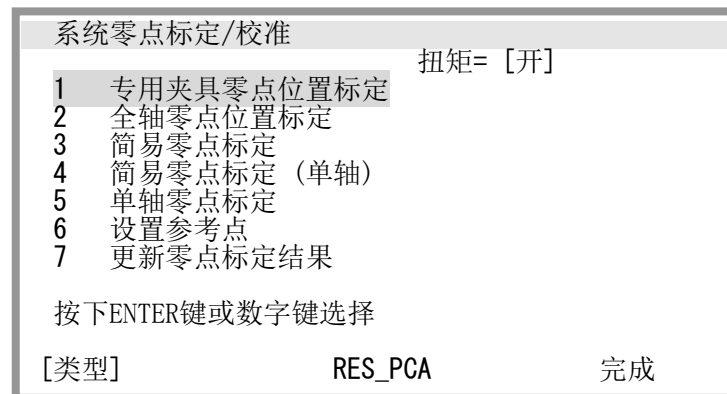 系统零点标定/校准
扭矩= [开]
1 专用夹具零点位置标定
2 全轴零点位置标定
3 简易零点标定
4 简易零点标定 (单轴)
5 单轴零点标定
6 设置参考点
7 更新零点标定结果
按下ENTER键或数字键选择
[类型] RES_PCA 完成